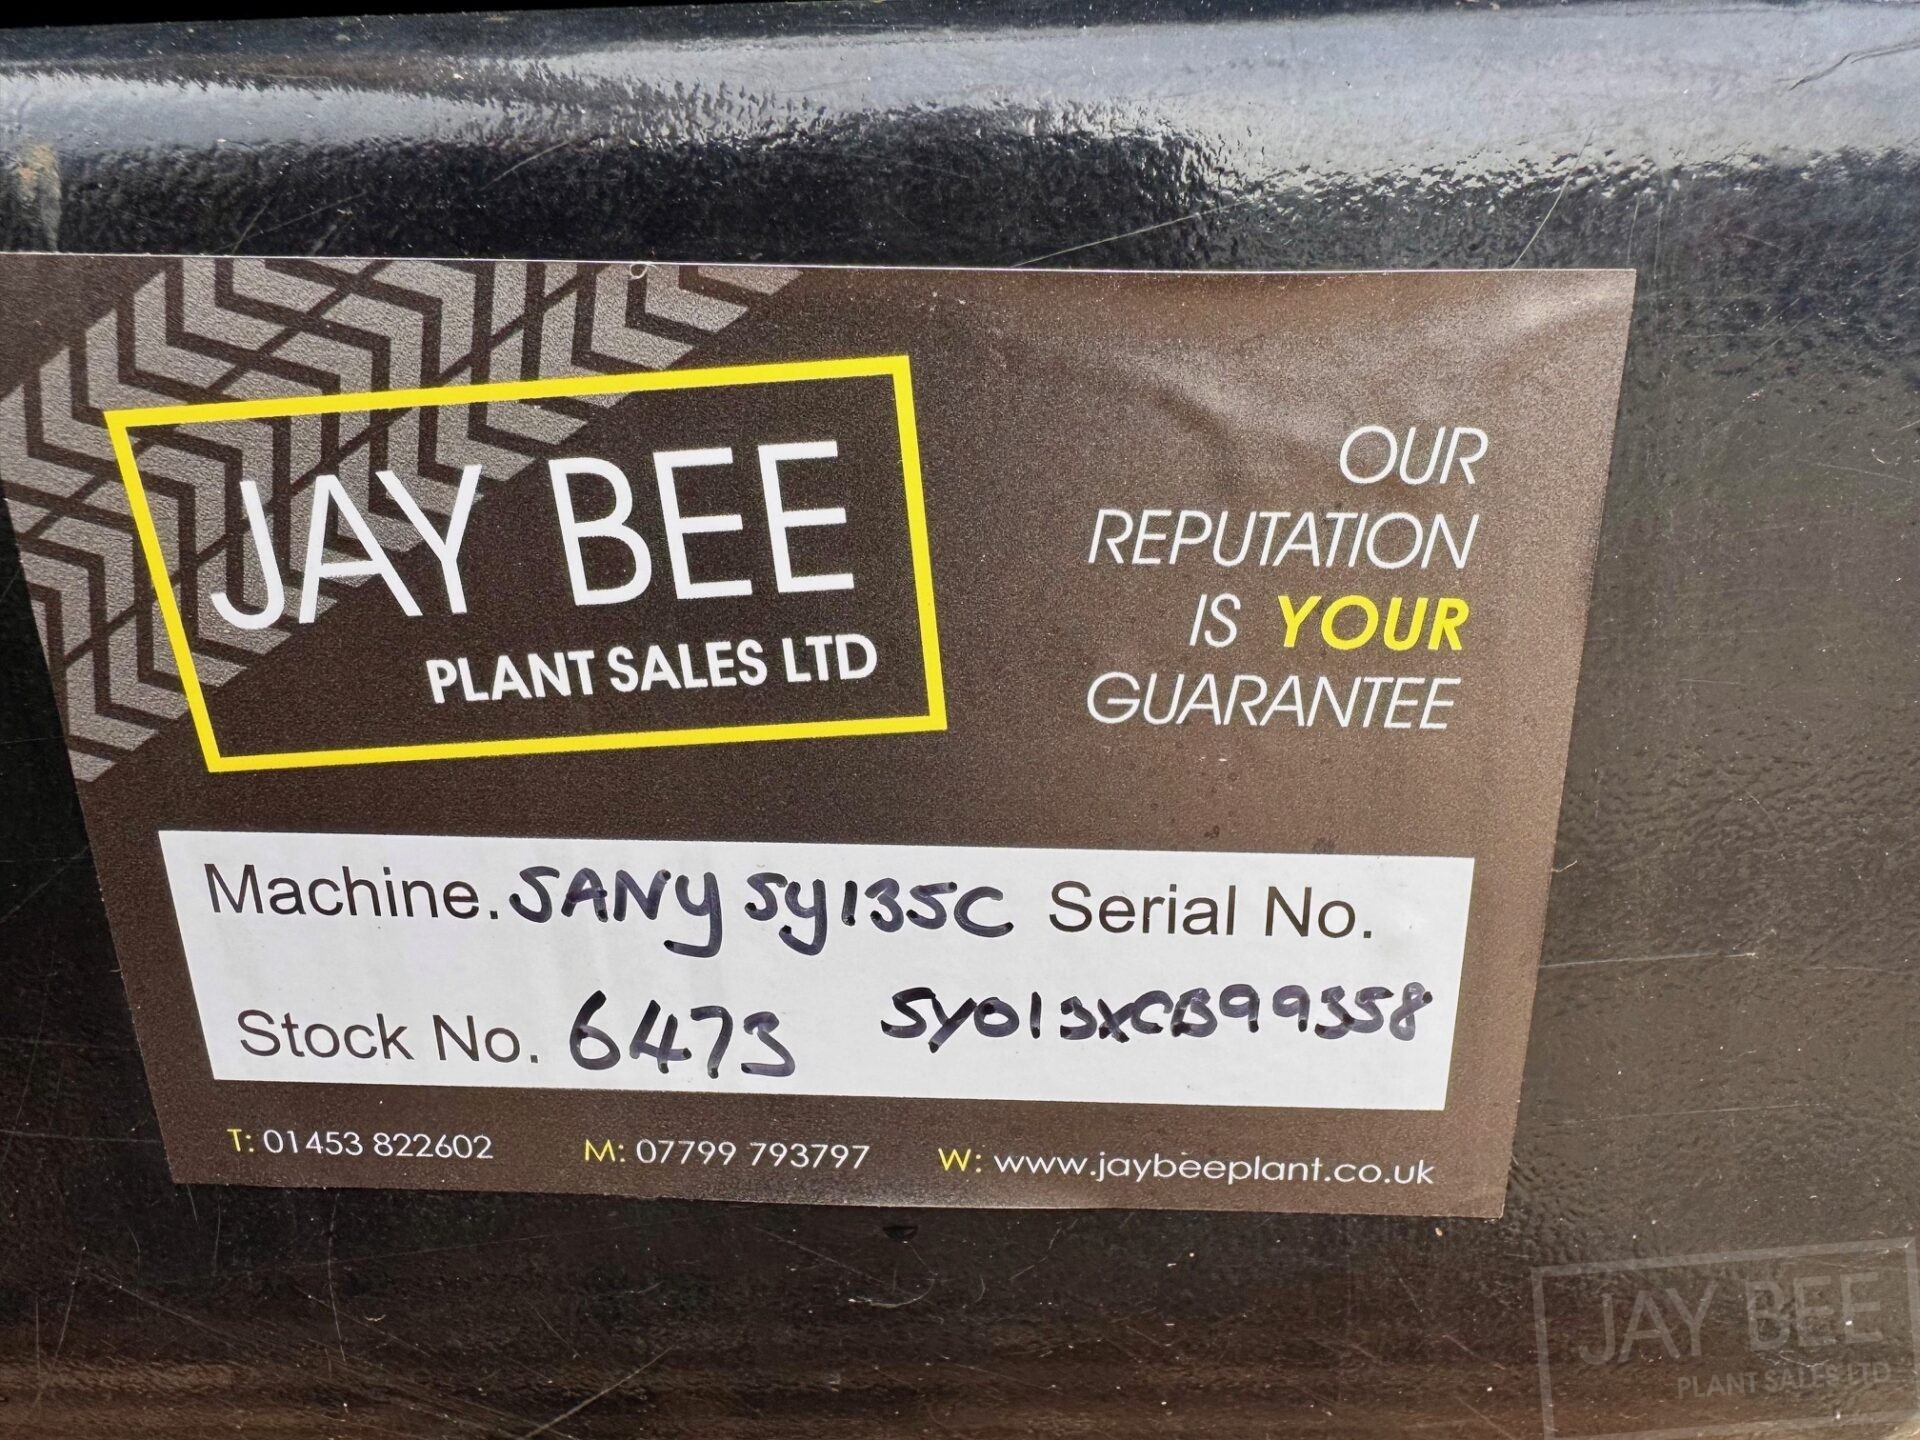 JAY BEE
PLANT SALES LTD
OUR
REPUTATION
IS YOUR
GUARANTEE
Machine. SANY SY135C Serial No.
Stock No. 6473 SY013XCB99358
T: 01453 822602 M: 07799 793797 W: www.jaybeeplant.co.uk
JAY BEE
PLANT SALES LTD